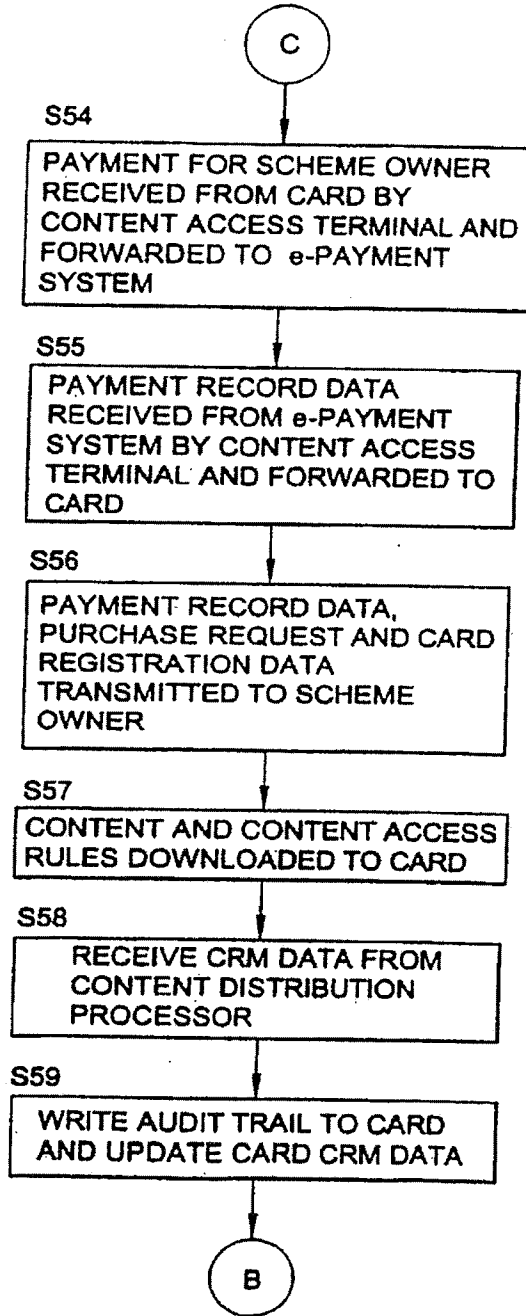 C
S54
PAYMENT FOR SCHEME OWNER
RECEIVED FROM CARD BY
CONTENT ACCESS TERMINAL AND
FORWARDED TO e-PAYMENT
SYSTEM
S55
PAYMENT RECORD DATA
RECEIVED FROM e-PAYMENT
SYSTEM BY CONTENT ACCESS
TERMINAL AND FORWARDED TO
CARD
S56
PAYMENT RECORD DATA,
PURCHASE REQUEST AND CARD
REGISTRATION DATA
TRANSMITTED TO SCHEME
OWNER
S57
CONTENT AND CONTENT ACCESS
RULES DOWNLOADED TO CARD
S58
RECEIVE CRM DATA FROM
CONTENT DISTRIBUTION
PROCESSOR
S59
WRITE AUDIT TRAIL TO CARD
AND UPDATE CARD CRM DATA
B